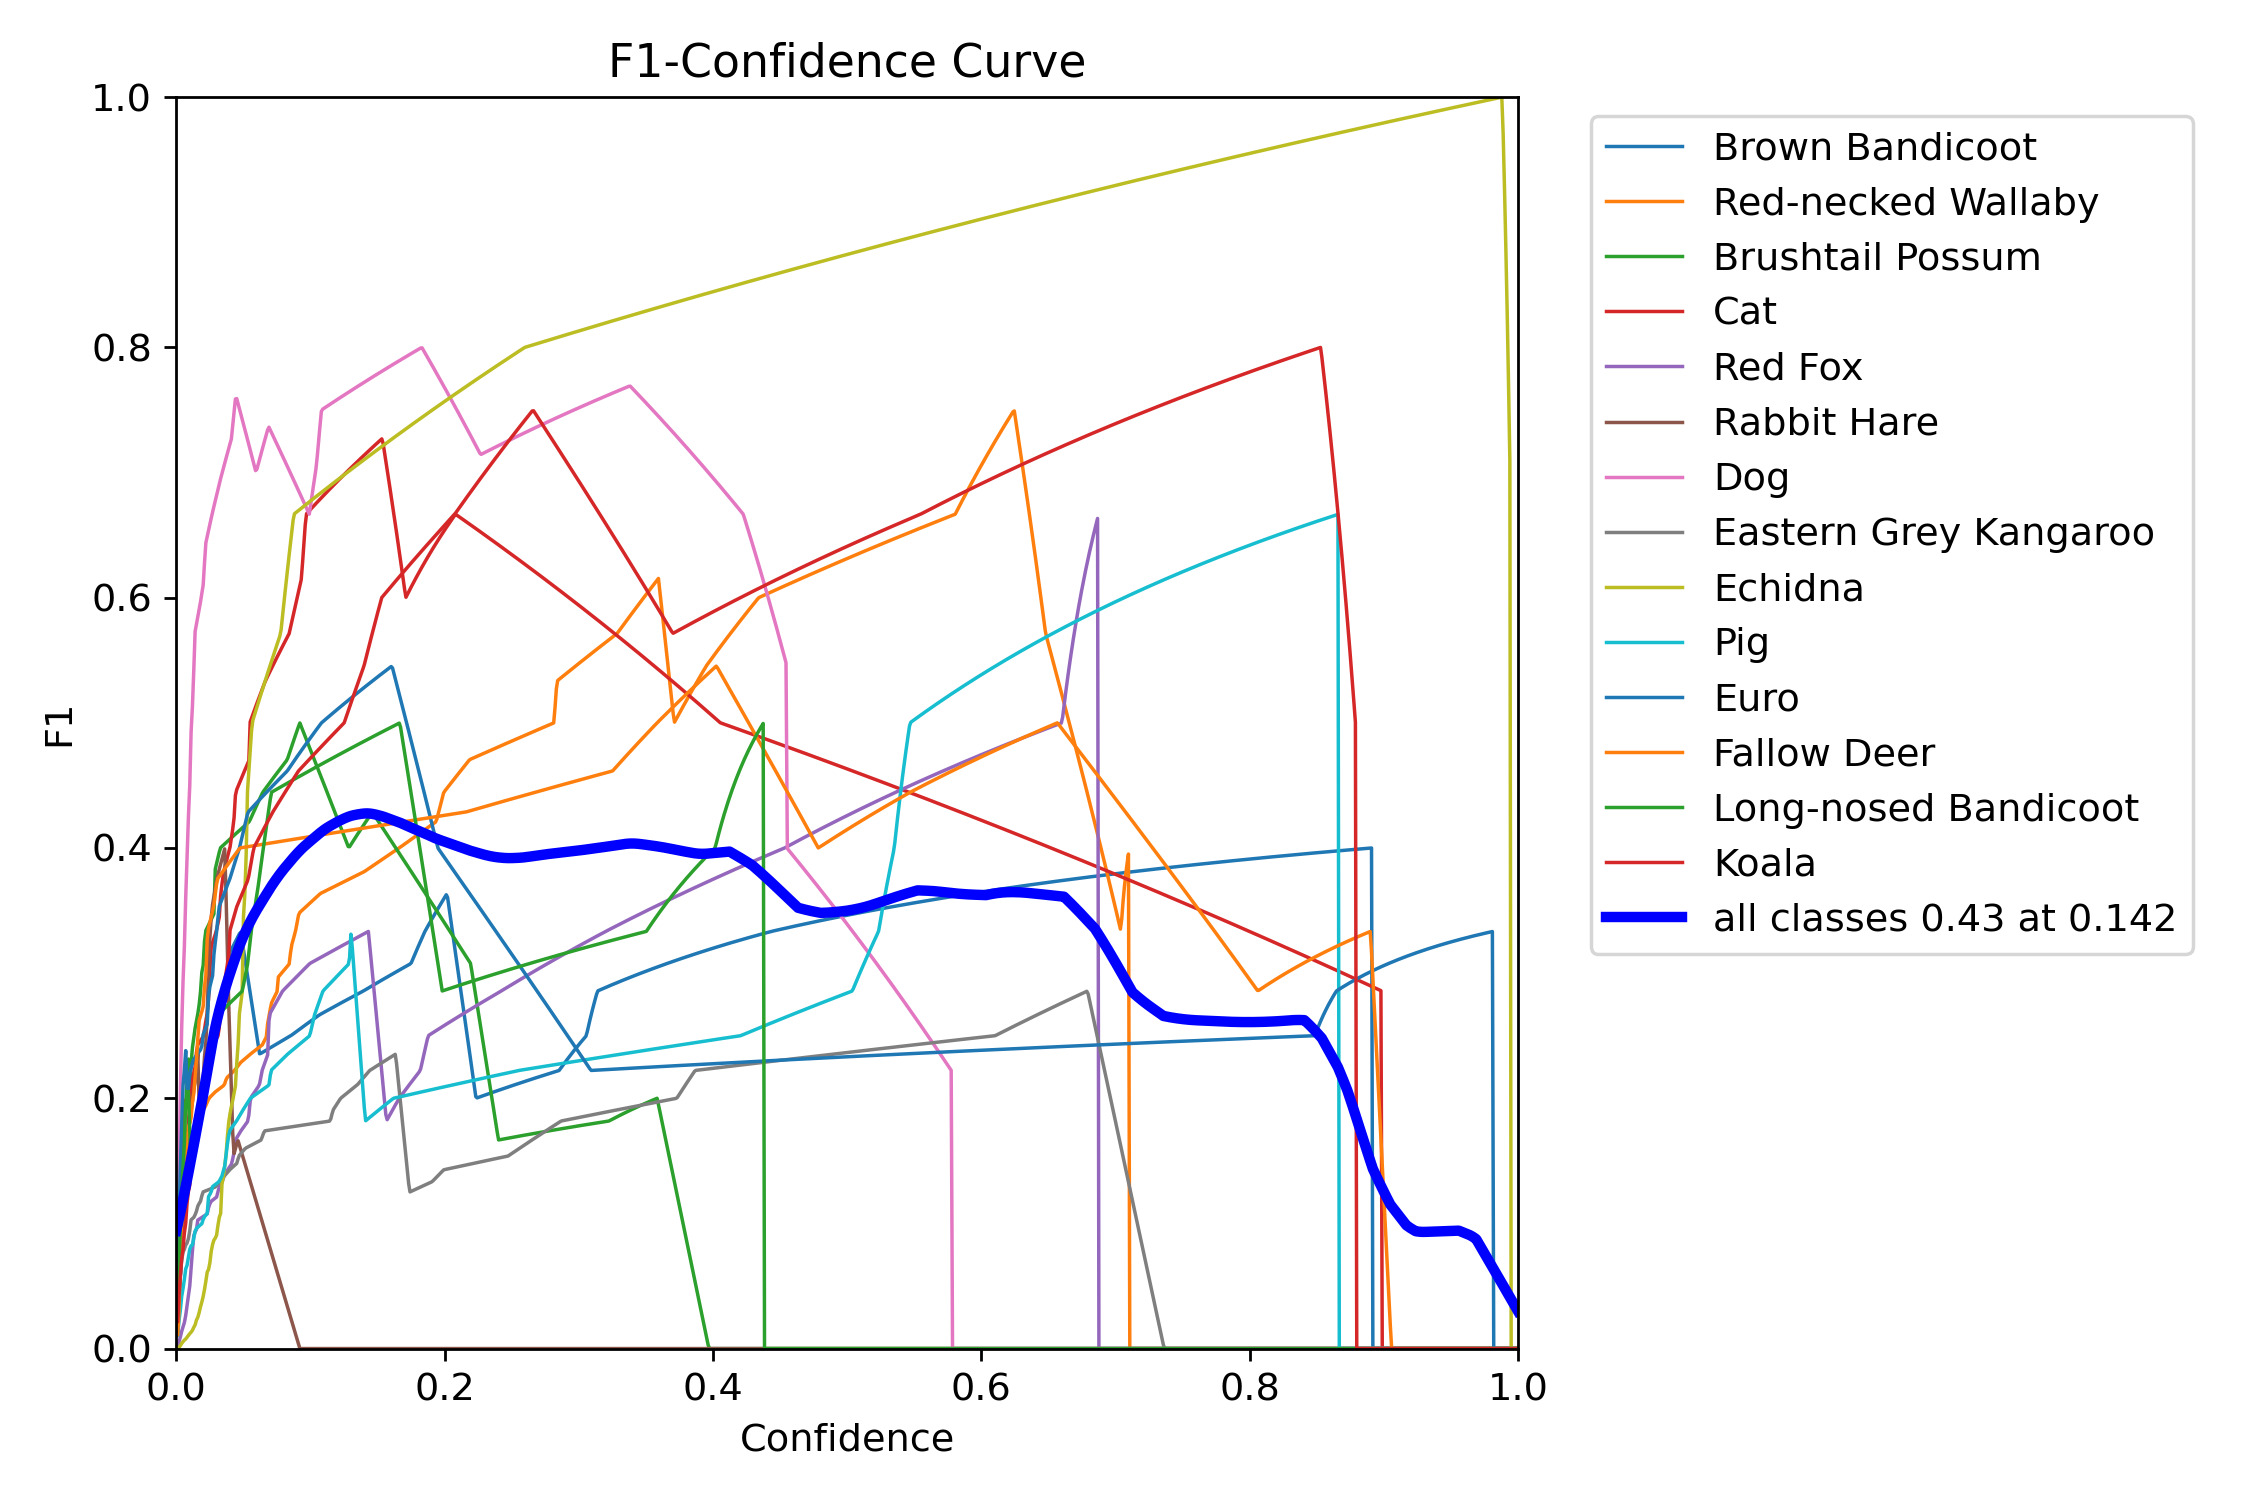 F1-Confidence Curve
1.0
0.8
0.6
0.4
0.2
0.0
F1
0.0 0.2 0.4 0.6 0.8 1.0
Confidence
Brown Bandicoot
Red-necked Wallaby
Brushtail Possum
Cat
Red Fox
Rabbit Hare
Dog
Eastern Grey Kangaroo
Echidna
Pig
Euro
Fallow Deer
Long-nosed Bandicoot
Koala
all classes 0.43 at 0.142